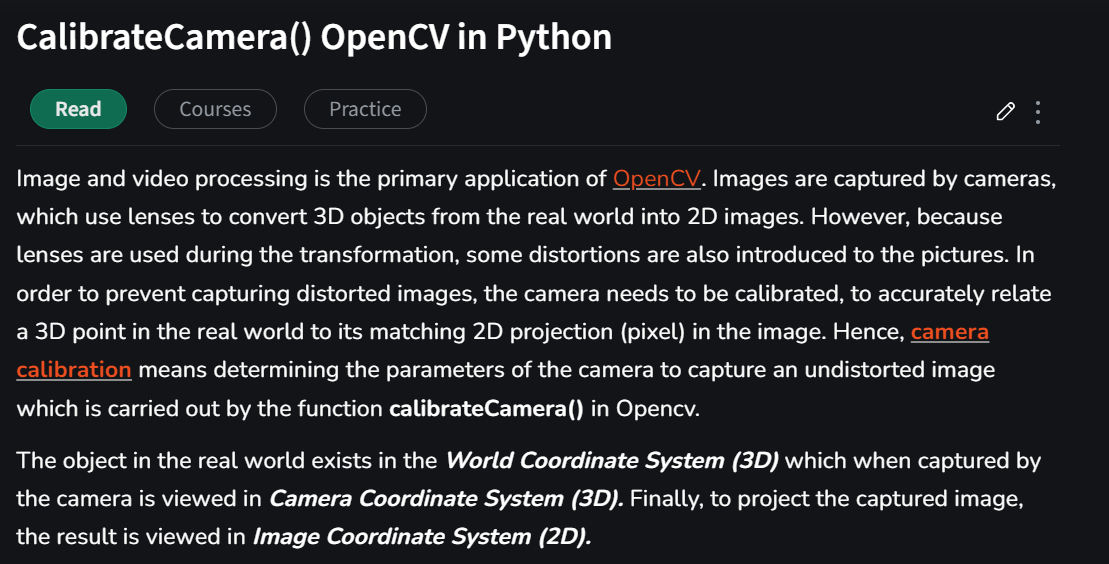 CalibrateCamera() OpenCV in Python
Read Courses Practice
Image and video processing is the primary application of OpenCV. Images are captured by cameras,
which use lenses to convert 3D objects from the real world into 2D images. However, because
lenses are used during the transformation, some distortions are also introduced to the pictures. In
order to prevent capturing distorted images, the camera needs to be calibrated, to accurately relate
a 3D point in the real world to its matching 2D projection (pixel) in the image. Hence, camera
calibration means determining the parameters of the camera to capture an undistorted image
which is carried out by the function calibrateCamera() in Opencv.
The object in the real world exists in the World Coordinate System (3D) which when captured by
the camera is viewed in Camera Coordinate System (3D). Finally, to project the captured image,
the result is viewed in Image Coordinate System (2D).